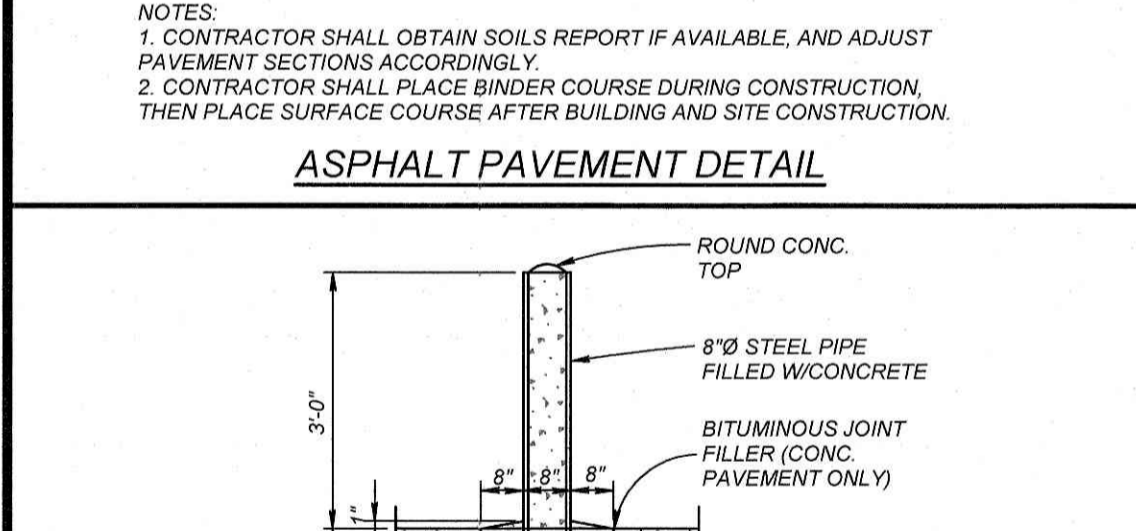 NOTES:
1. CONTRACTOR SHALL OBTAIN SOILS REPORT IF AVAILABLE, AND ADJUST
PAVEMENT SECTIONS ACCORDINGLY.
2. CONTRACTOR SHALL PLACE BINDER COURSE DURING CONSTRUCTION,
THEN PLACE SURFACE COURSE AFTER BUILDING AND SITE CONSTRUCTION.
ASPHALT PAVEMENT DETAIL
ROUND CONC.
TOP
8"Ø STEEL PIPE
FILLED W/CONCRETE
3'-0"
BITUMINOUS JOINT
FILLER (CONC.
PAVEMENT ONLY)
8" 8" 8"
1"